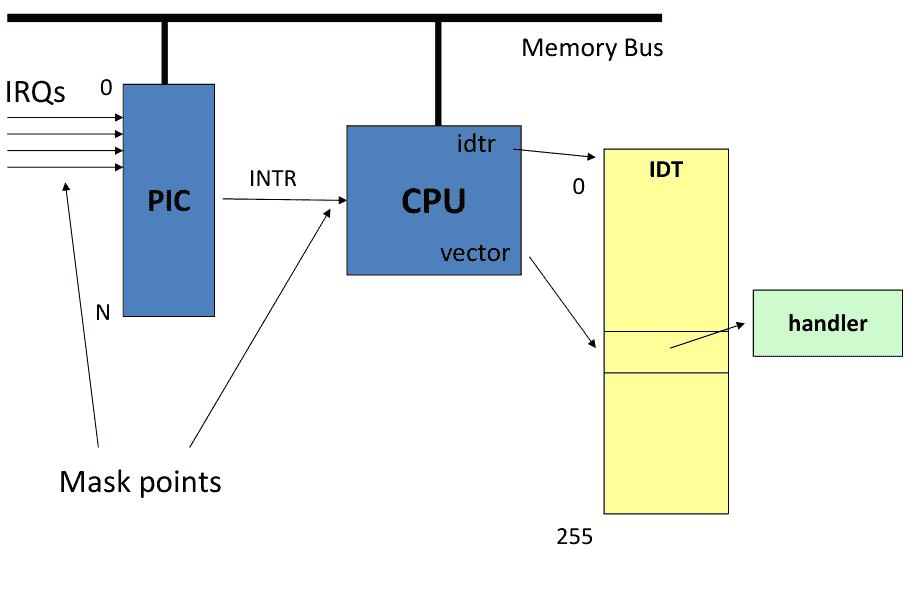 Memory Bus
IRQs
0
PIC
N
INTR
idtr
CPU
vector
0
IDT
handler
255
Mask points